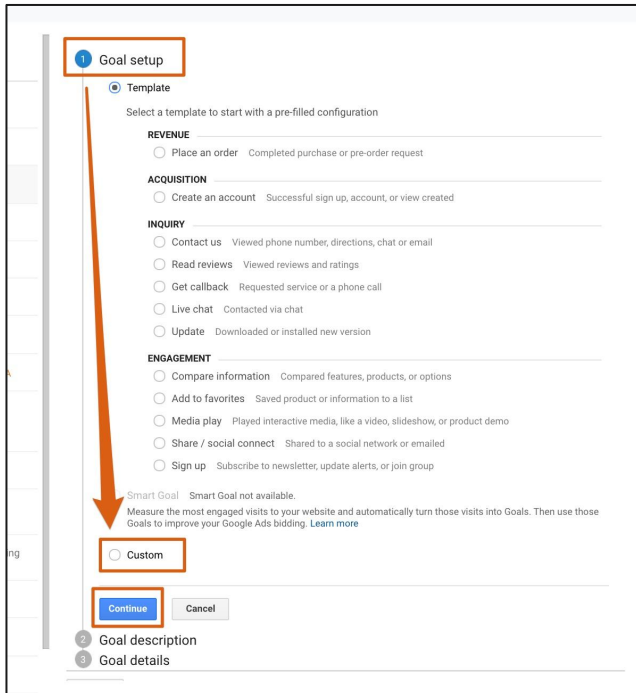 1 Goal setup
Template
Select a template to start with a pre-filled configuration
REVENUE
Place an order Completed purchase or pre-order request
ACQUISITION
Create an account Successful sign up, account, or view created
INQUIRY
Contact us Viewed phone number, directions, chat or email
Read reviews Viewed reviews and ratings
Get callback Requested service or a phone call
Live chat Contacted via chat
Update Downloaded or installed new version
ENGAGEMENT
Compare information Compared features, products, or options
Add to favorites Saved product or information to a list
Media play Played interactive media, like a video, slideshow, or product demo
Share / social connect Shared to a social network or emailed
Sign up Subscribe to newsletter, update alerts, or join group
Smart Goal Smart Goal not available.
Measure the most engaged visits to your website and automatically turn those visits into Goals. Then use those
Goals to improve your Google Ads bidding. Learn more
ng
Custom
Continue Cancel
2 Goal description
3 Goal details